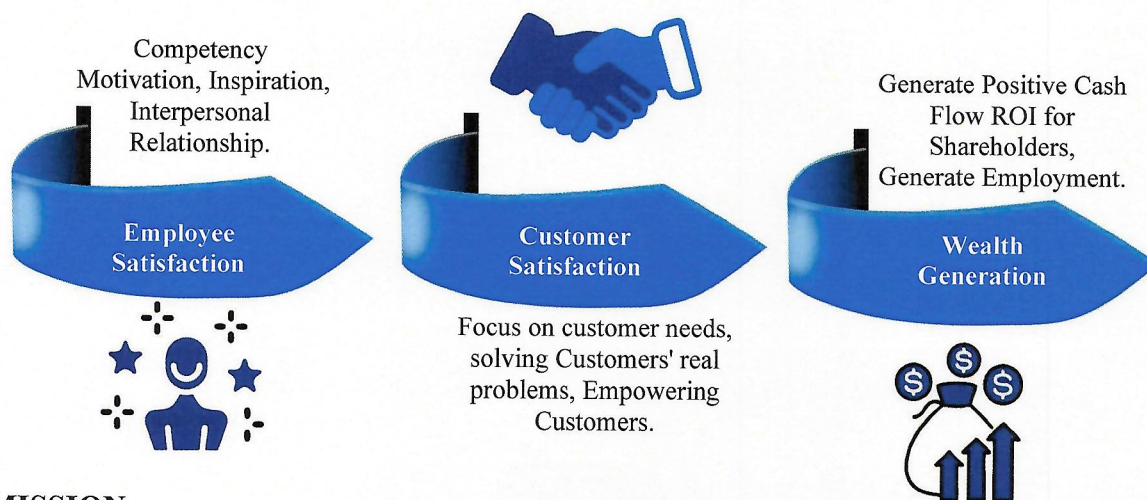 Competency
Motivation, Inspiration,
Interpersonal
Relationship.
Employee
Satisfaction
Customer
Satisfaction
Focus on customer needs,
solving Customers' real
problems, Empowering
Customers.
Generate Positive Cash
Flow ROI for
Shareholders,
Generate Employment.
Wealth
Generation
$ $ $
MISSION